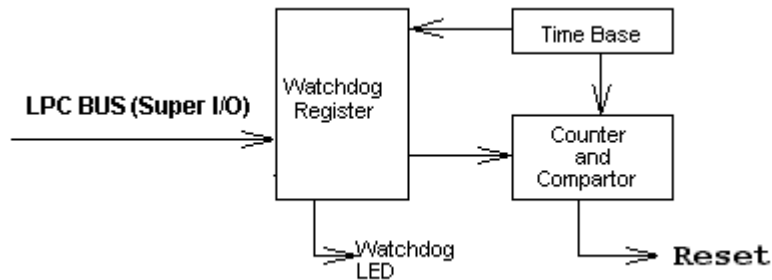 Time Base
Watchdog
Register
LPC BUS (Super I/O)
Counter
and
Compartor
Watchdog
LED
Reset